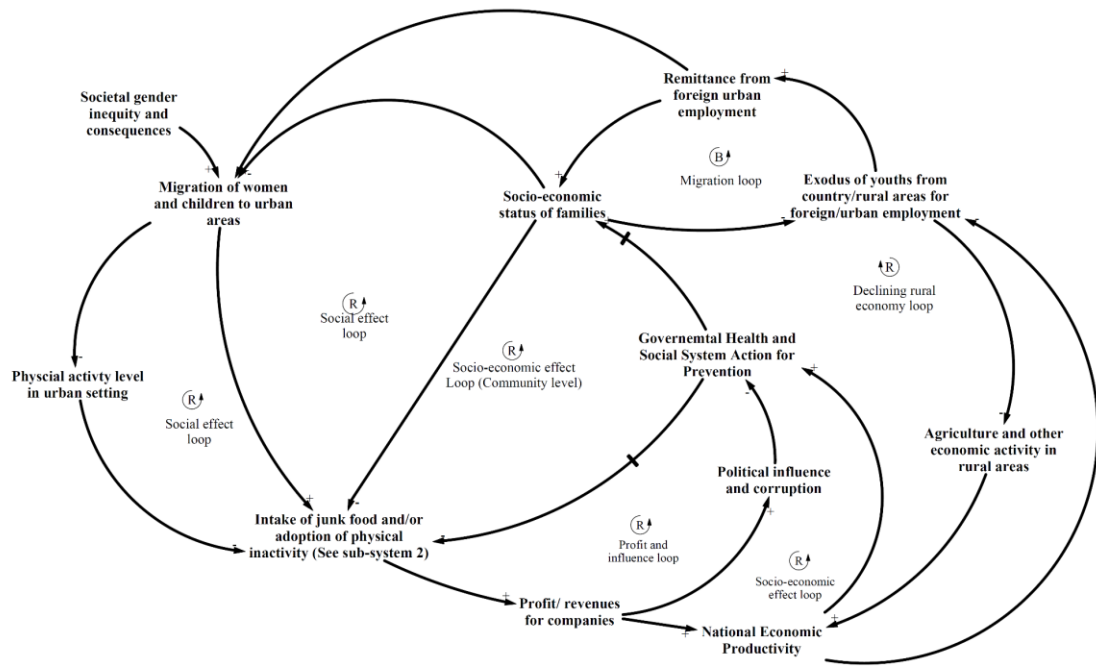 Remittance from
foreign urban
employment
Societal gender
inequity and
consequences
B
Migration loop
Migration of women
and children to urban
areas
Socio-economic
status of families
Exodus of youths from
country/rural areas for
foreign/urban employment
R
Declining rural
economy loop
R
Social effect
loop
Governemtal Health and
Social System Action for
Prevention
R
Socio-economic effect
Loop (Community level)
Physcial activty level
in urban setting
R
Social effect
loop
Agriculture and other
economic activity in
rural areas
Political influence
and corruption
Intake of junk food and/or
adoption of physical
inactivity (See sub-system 2)
R
Profit and
influence loop
R
Socio-economic
effect loop
Profit/ revenues
for companies
National Economic
Productivity